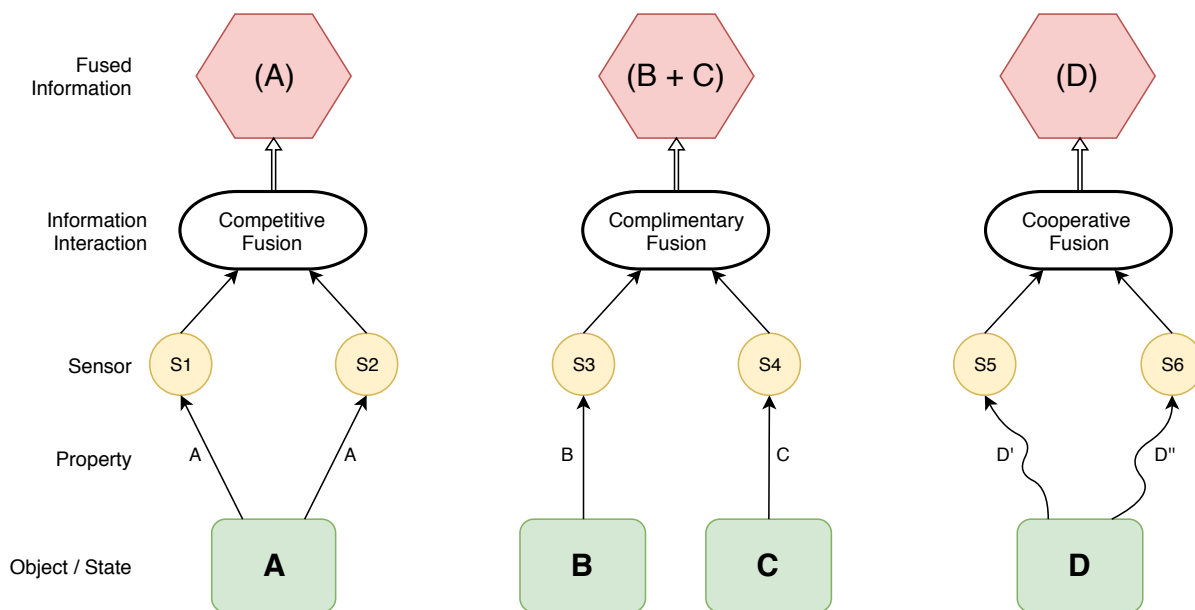 Fused
Information
(A)
(B + C)
(D)
Information
Interaction
Competitive
Fusion
Complimentary
Fusion
Cooperative
Fusion
Sensor
S1
S2
S3
S4
S5
S6
Property
A
A
B
C
D'
D"
Object / State
A
B
C
D